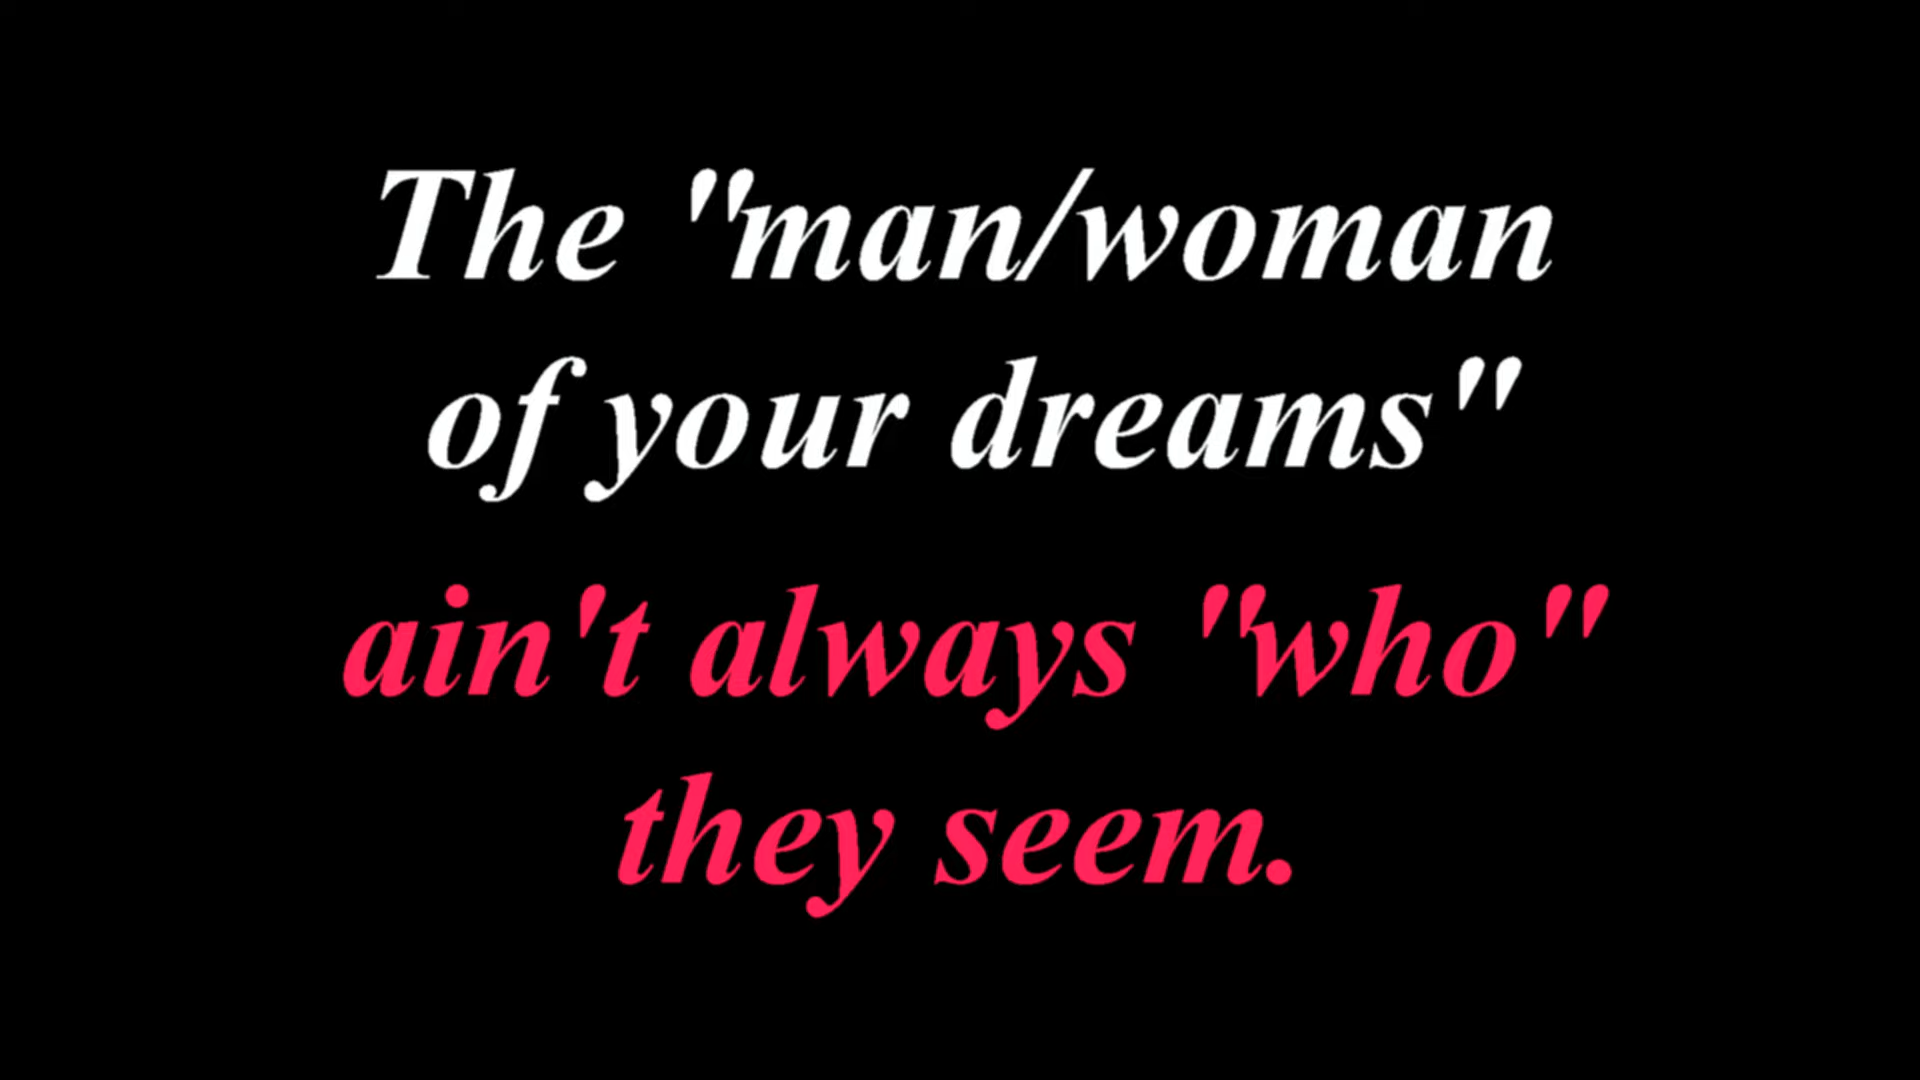 The "man/woman
of your dreams"
ain't always "who"
they seem.